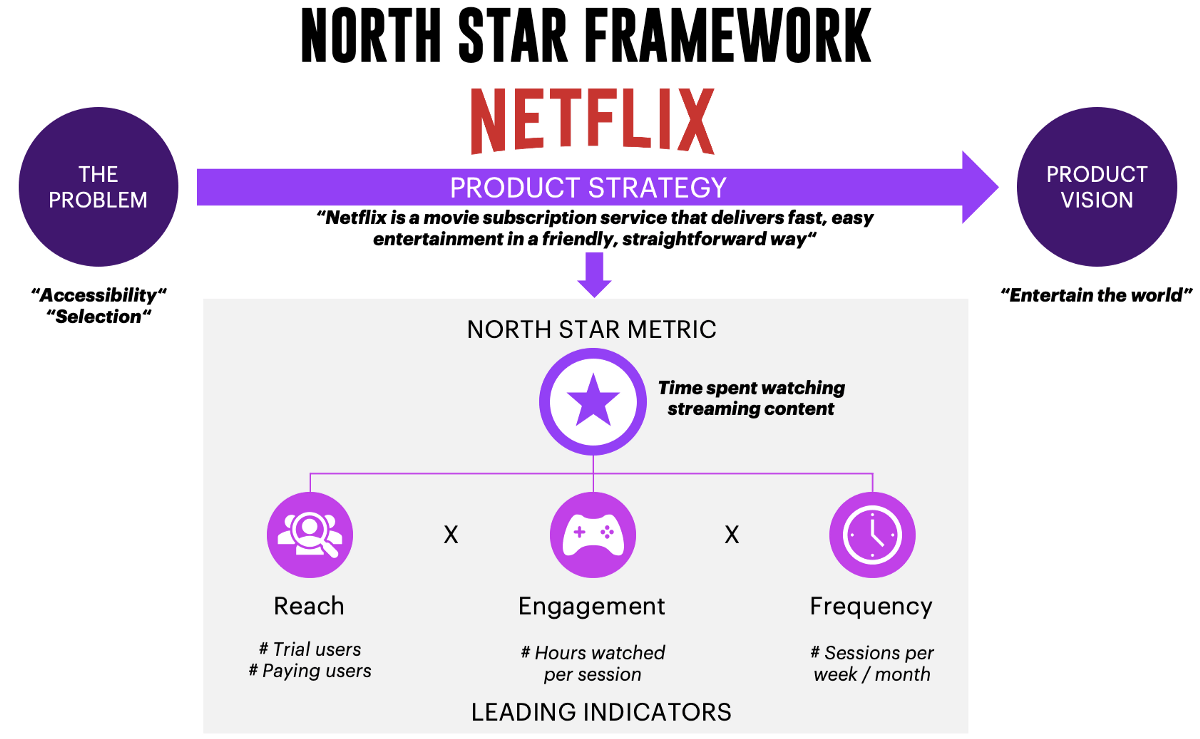 NORTH STAR FRAMEWORK
NETFLIX
THE
PROBLEM
PRODUCT STRATEGY
PRODUCT
VISION
“Netflix is a movie subscription service that delivers fast, easy
entertainment in a friendly, straightforward way“
“Accessibility“
“Selection“
“Entertain the world”
NORTH STAR METRIC
Time spent watching
streaming content
X
X
Reach
Engagement
Frequency
# Trial users
# Paying users
# Hours watched
per session
# Sessions per
week / month
LEADING INDICATORS